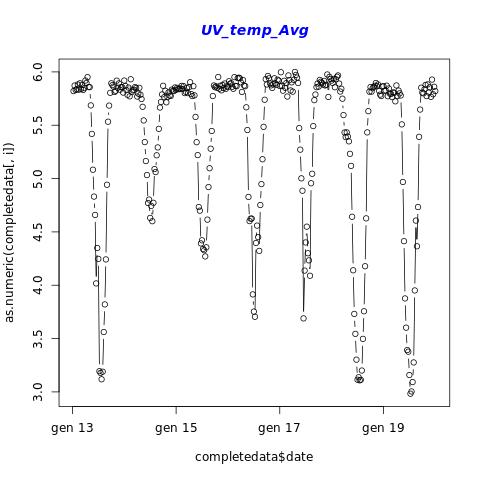 UV_temp_Avg
as.numeric(completedata[, i])
6.0
5.5
5.0
4.5
4.0
3.5
3.0
gen 13 gen 15 gen 17 gen 19
completedata$date